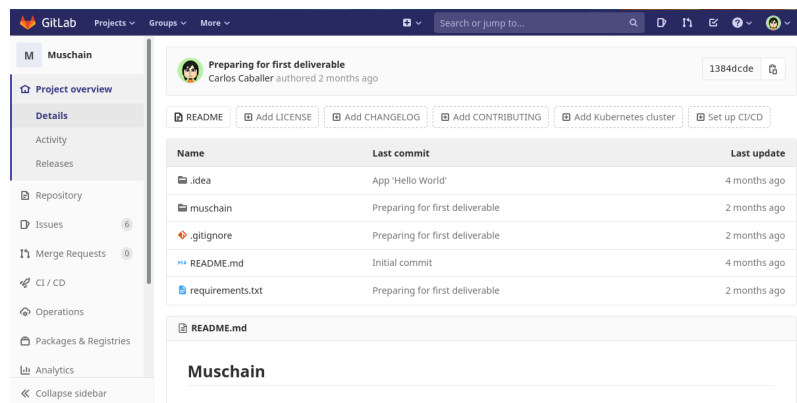 GitLab Projects Groups More Search or jump to...
M Muschain
Project overview
Details
Activity
Releases
Repository
Issues 6
Merge Requests 0
CI / CD
Operations
Packages & Registries
Analytics
Collapse sidebar
Preparing for first deliverable
Carlos Caballer authored 2 months ago
1384dcde
README Add LICENSE Add CHANGELOG Add CONTRIBUTING Add Kubernetes cluster Set up CI/CD
Name Last commit Last update
.idea App 'Hello World' 4 months ago
muschain Preparing for first deliverable 2 months ago
.gitignore Preparing for first deliverable 2 months ago
README.md Initial commit 4 months ago
requirements.txt Preparing for first deliverable 2 months ago
README.md
Muschain